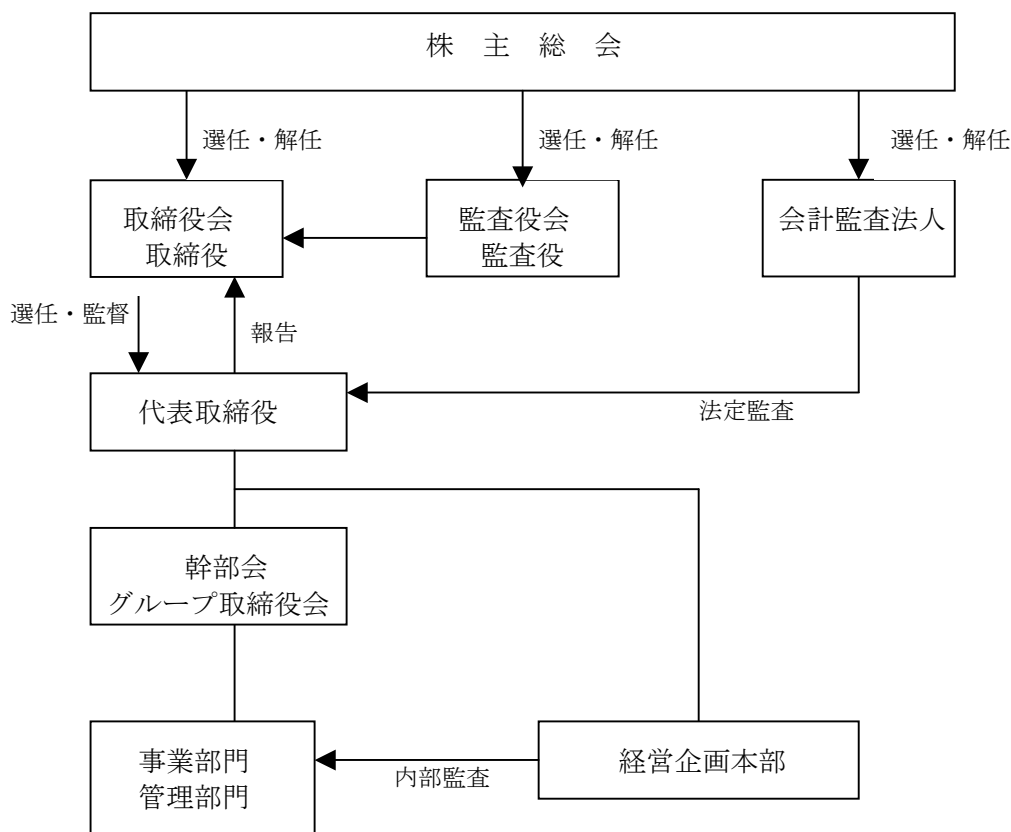 株 主 総 会
選任・解任
選任・解任
選任・解任
取締役会
取締役
監査役会
監査役
会計監査法人
選任・監督
報告
代表取締役
法定監査
幹部会
グループ取締役会
事業部門
管理部門
内部監査
経営企画本部